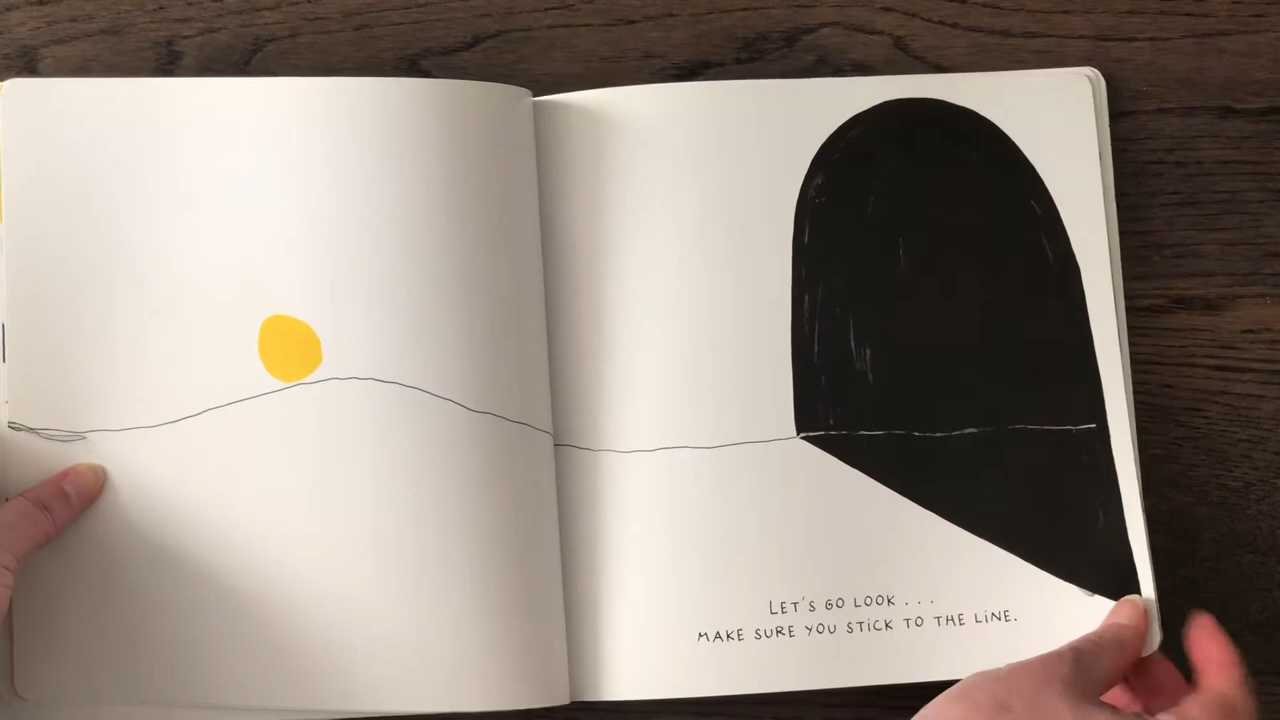 LET'S GO LOOK . . .
MAKE SURE YOU STICK TO THE LINE.